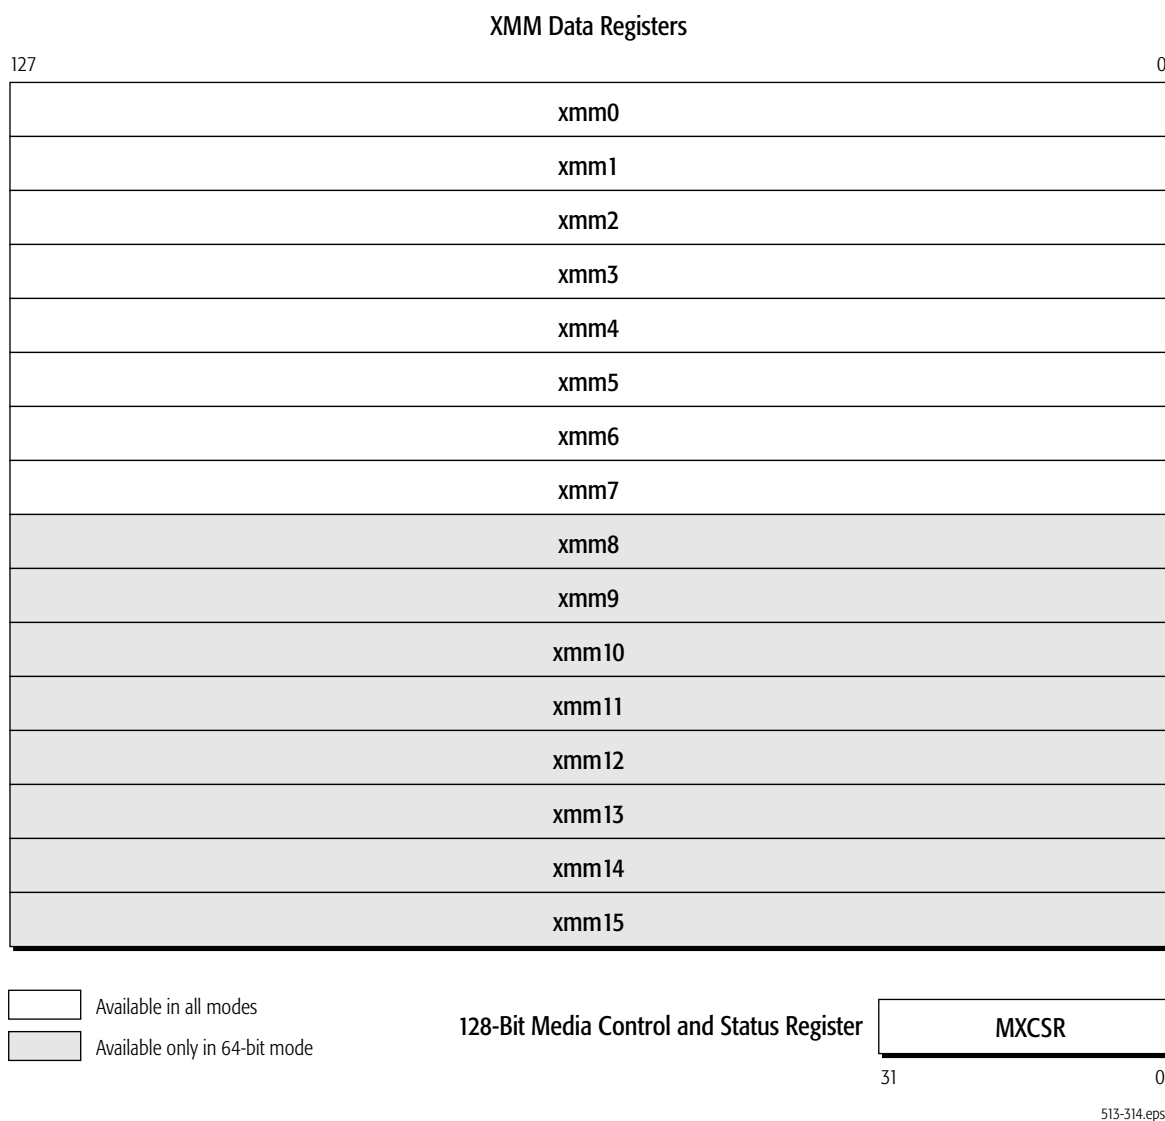 XMM Data Registers
127 0
xmm0
xmm1
xmm2
xmm3
xmm4
xmm5
xmm6
xmm7
xmm8
xmm9
xmm10
xmm11
xmm12
xmm13
xmm14
xmm15
Available in all modes
Available only in 64-bit mode
128-Bit Media Control and Status Register MXCSR
31 0
513-314.eps